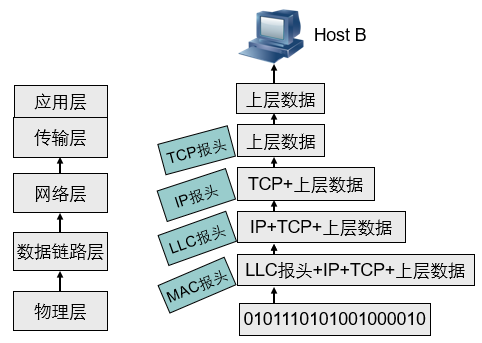 Host B
应用层
传输层
网络层
数据链路层
物理层
上层数据
TCP报头
上层数据
IP报头
TCP+上层数据
LLC报头
IP+TCP+上层数据
MAC报头
LLC报头+IP+TCP+上层数据
0101110101001000010